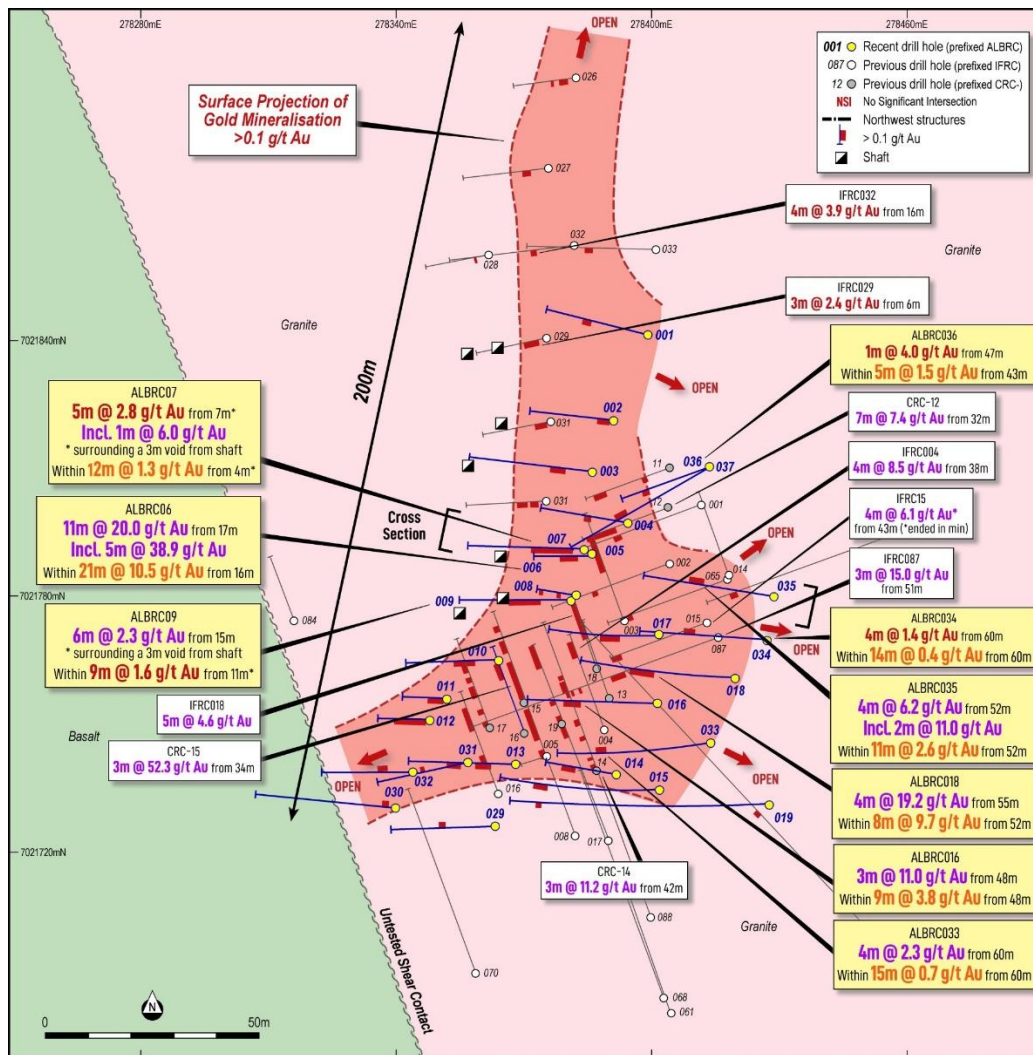 278280mE
278340mE
278400mE
278460mE
OPEN
001 Recent drill hole (prefixed ALBRC)
087 Previous drill hole (prefixed IFRC)
12 Previous drill hole (prefixed CRC-)
NSI No Significant Intersection
Northwest structures
> 0.1 g/t Au
Shaft
026
Surface Projection of
Gold Mineralisation
>0.1 g/t Au
027
IFRC032
4m @ 3.9 g/t Au from 16m
032
033
028
Granite
IFRC029
3m @ 2.4 g/t Au from 6m
Granite
7021840mN
029
001
200m
OPEN
ALBRC036
1m @ 4.0 g/t Au from 47m
Within 5m @ 1.5 g/t Au from 43m
ALBRC07
5m @ 2.8 g/t Au from 7m*
Incl. 1m @ 6.0 g/t Au
* surrounding a 3m void from shaft
Within 12m @ 1.3 g/t Au from 4m*
CRC-12
7m @ 7.4 g/t Au from 32m
002
031
IFRC004
4m @ 8.5 g/t Au from 38m
003
11
036
037
IFRC15
4m @ 6.1 g/t Au*
from 43m (*ended in min)
031
12
001
004
Cross
Section
007
005
006
ALBRC06
11m @ 20.0 g/t Au from 17m
Incl. 5m @ 38.9 g/t Au
Within 21m @ 10.5 g/t Au from 16m
IFRC087
3m @ 15.0 g/t Au
from 51m
OPEN
002
014
065
035
008
009
7021780mN
084
003
015
017
087
034
OPEN
ALBRC09
6m @ 2.3 g/t Au from 15m
* surrounding a 3m void from shaft
Within 9m @ 1.6 g/t Au from 11m*
ALBRC034
4m @ 1.4 g/t Au from 60m
Within 14m @ 0.4 g/t Au from 60m
010
18
018
011
13
016
012
15
IFRC018
5m @ 4.6 g/t Au
ALBRC035
4m @ 6.2 g/t Au from 52m
Incl. 2m @ 11.0 g/t Au
Within 11m @ 2.6 g/t Au from 52m
17
16
19
004
033
Basalt
CRC-15
3m @ 52.3 g/t Au from 34m
031
013
005
014
14
OPEN
OPEN
032
015
016
030
019
ALBRC018
4m @ 19.2 g/t Au from 55m
Within 8m @ 9.7 g/t Au from 52m
029
008
017
7021720mN
CRC-14
3m @ 11.2 g/t Au from 42m
ALBRC016
3m @ 11.0 g/t Au from 48m
Within 9m @ 3.8 g/t Au from 48m
088
Granite
Untested Shear Contact
ALBRC033
4m @ 2.3 g/t Au from 60m
Within 15m @ 0.7 g/t Au from 60m
070
068
061
N
0
50m